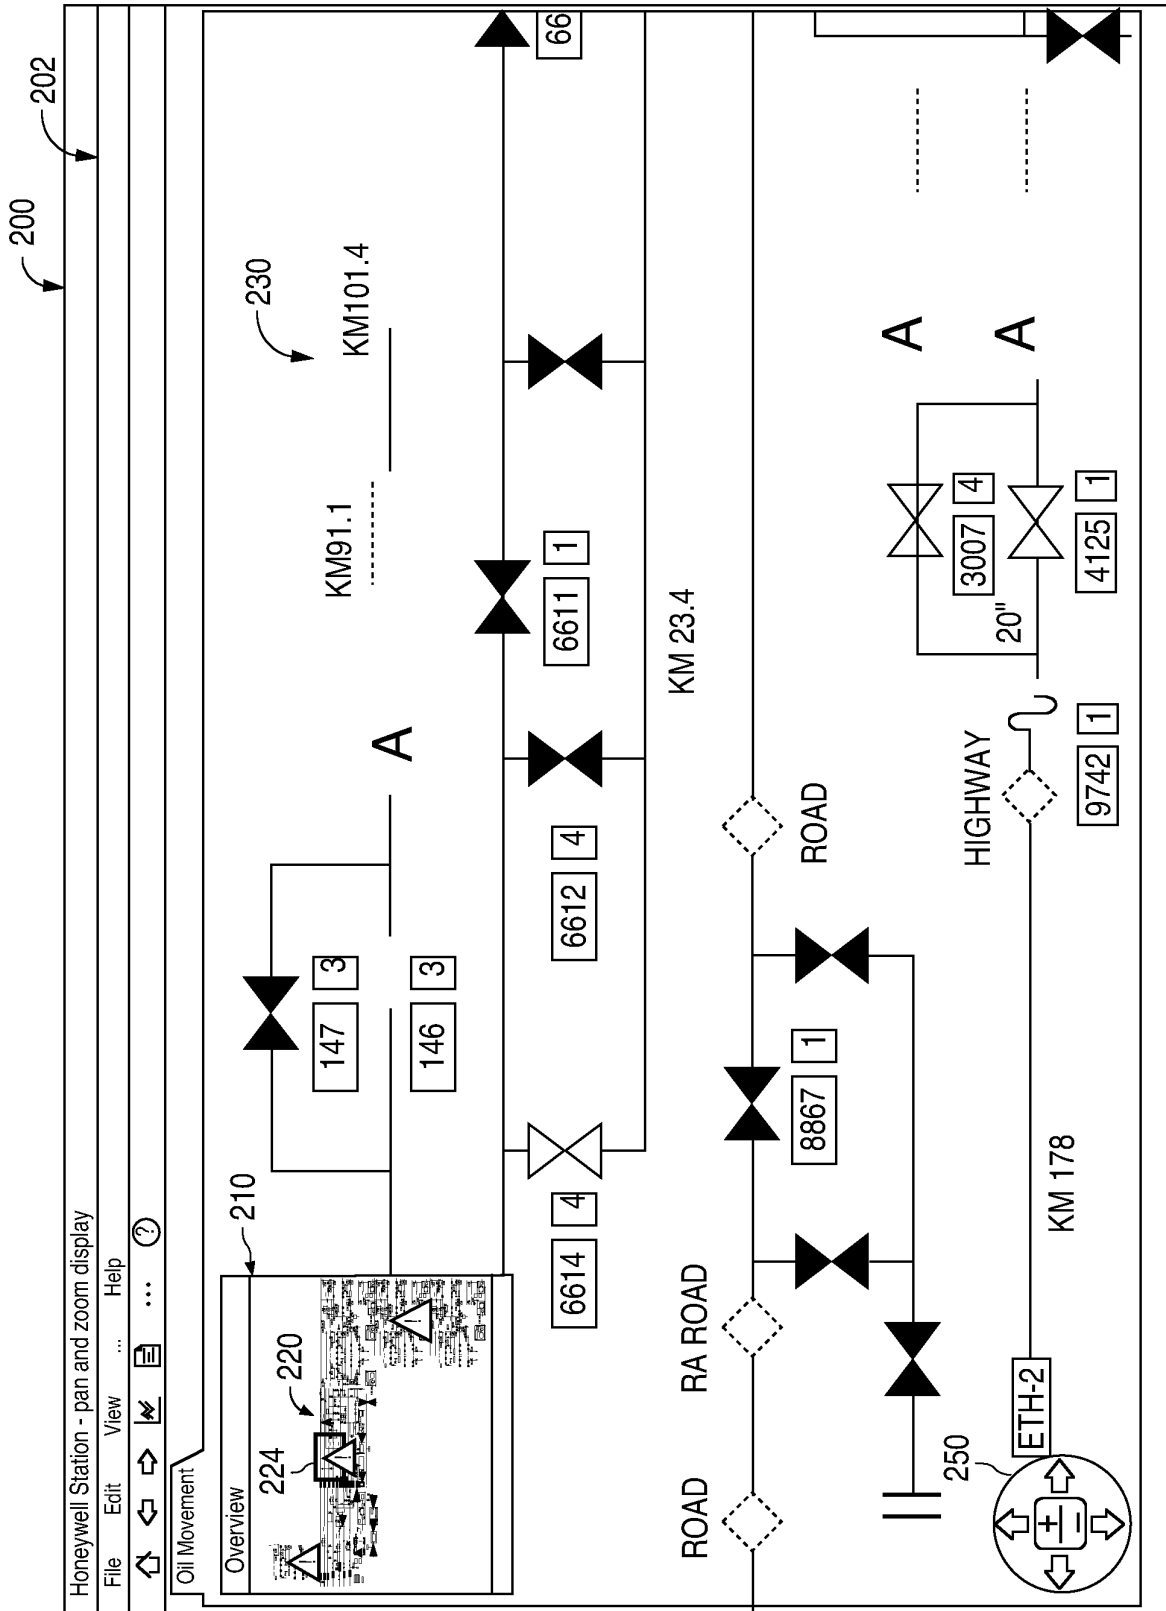 200
202
Honeywell Station - pan and zoom display
File Edit View ... Help
... ?
Oil Movement
Overview
210
220
224
! ! !
230
KM91.1
KM101.4
147 3
146 3
A
66
6614 4
6612 4
6611 1
KM 23.4
ROAD
RA ROAD
8867 1
ROAD
250
+ −
ETH-2
KM 178
HIGHWAY
9742 1
20"
3007 4
4125 1
A
A